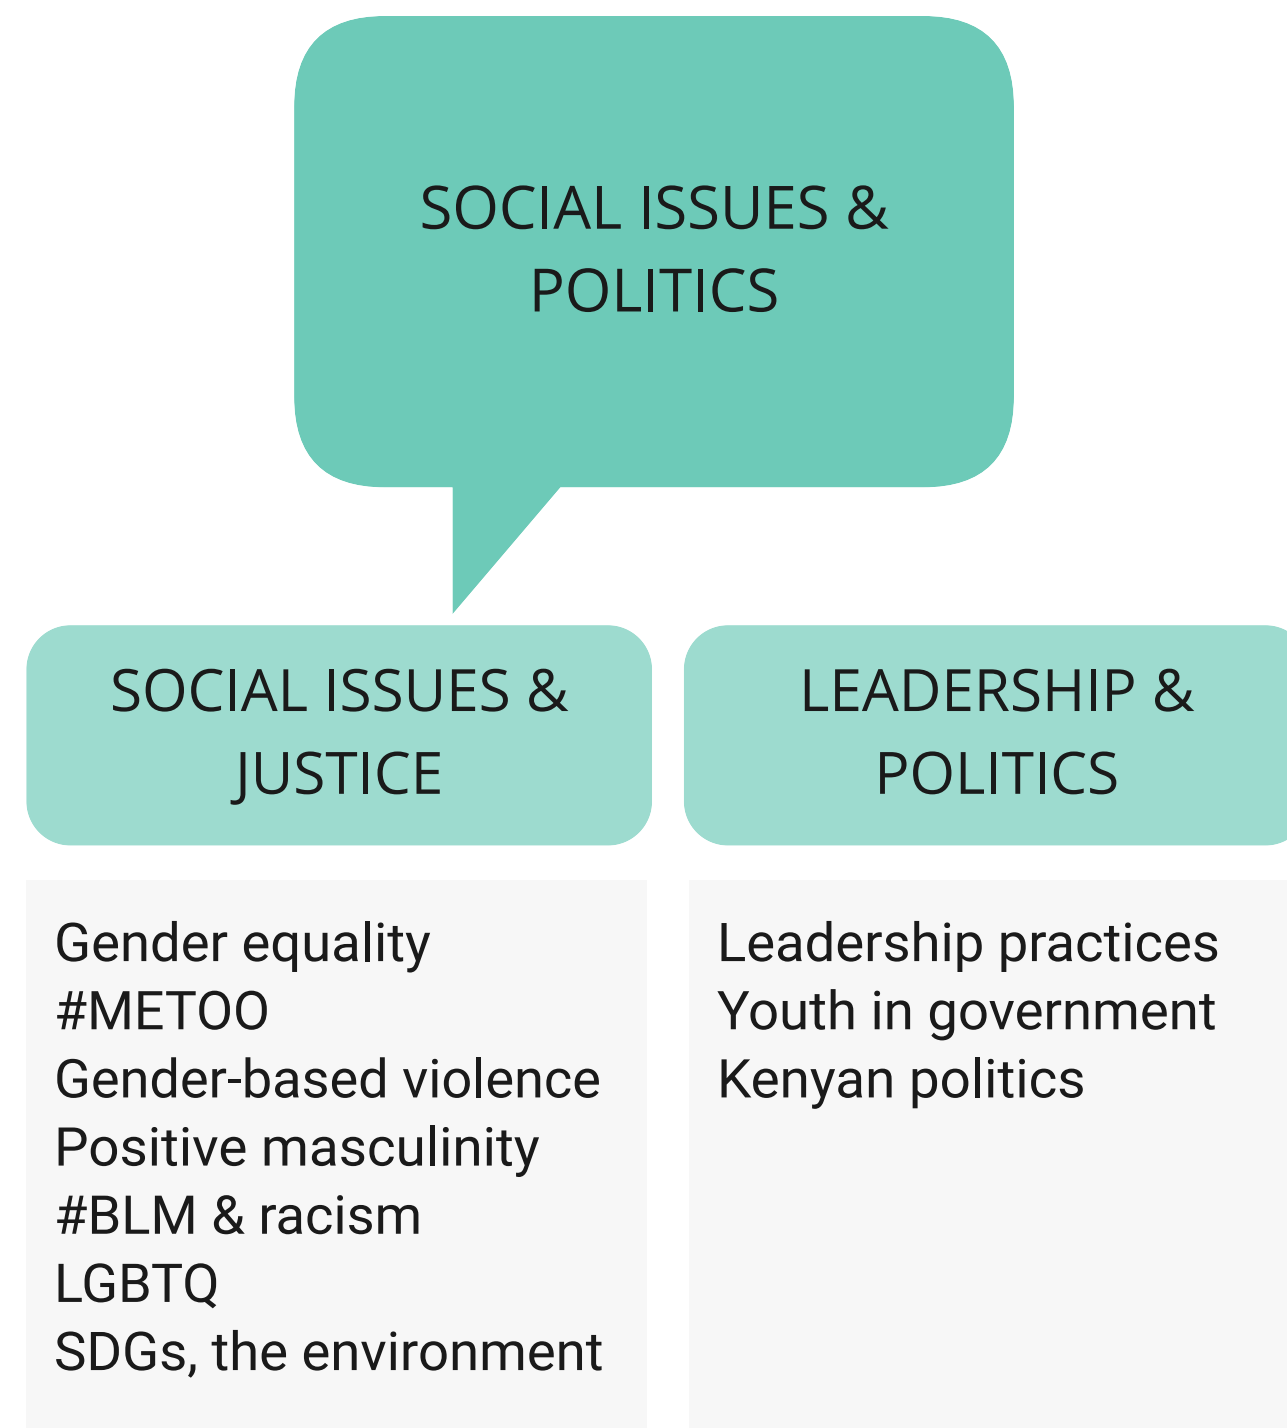 SOCIAL ISSUES &
POLITICS
SOCIAL ISSUES &
JUSTICE
LEADERSHIP &
POLITICS
Gender equality
#METOO
Gender-based violence
Positive masculinity
#BLM & racism
LGBTQ
SDGs, the environment
Leadership practices
Youth in government
Kenyan politics